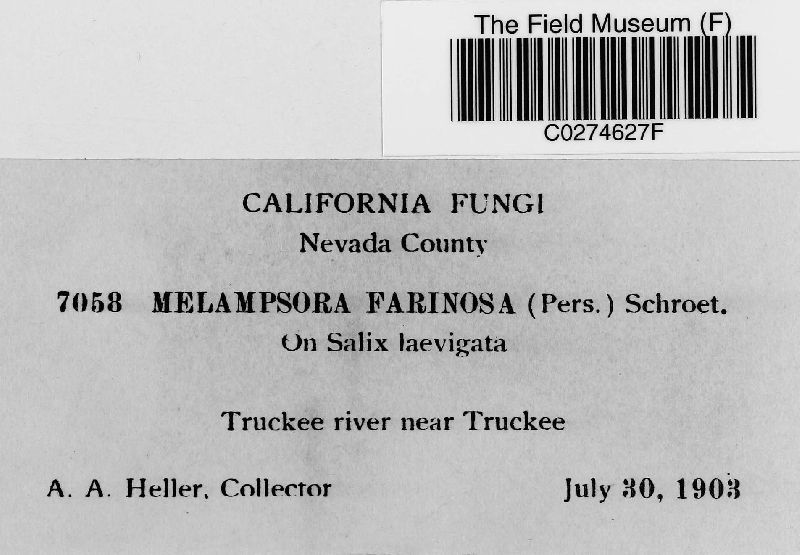 The Field Museum (F)
C0274627F
CALIFORNIA FUNGI
Nevada County
7058 MELAMPSORA FARINOSA (Pers.) Schroet.
On Salix laevigata
Truckee river near Truckee
A. A. Heller, Collector July 30, 1903